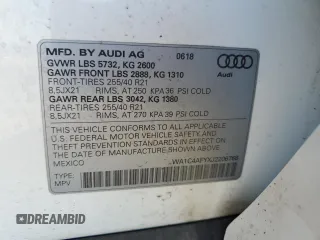 MFD. BY AUDI AG 0618
GVWR LBS 5732, KG 2600
GAWR FRONT LBS 2888, KG 1310
FRONT-TIRES 255/40 R21
8,5JX21 RIMS, AT 250 KPA 36 PSI COLD
GAWR REAR LBS 3042, KG 1380
REAR-TIRES 255/40 R21
8,5JX21 RIMS, AT 270 KPA 39 PSI COLD
Audi
THIS VEHICLE CONFORMS TO ALL APPLICABLE
U.S. FEDERAL MOTOR VEHICLE SAFETY AND
THEFT PREVENTION STANDARDS IN EFFECT ON
THE DATE OF MANUFACTURE SHOWN ABOVE.
MEXICO
TYPE:
MPV
DREAMBID